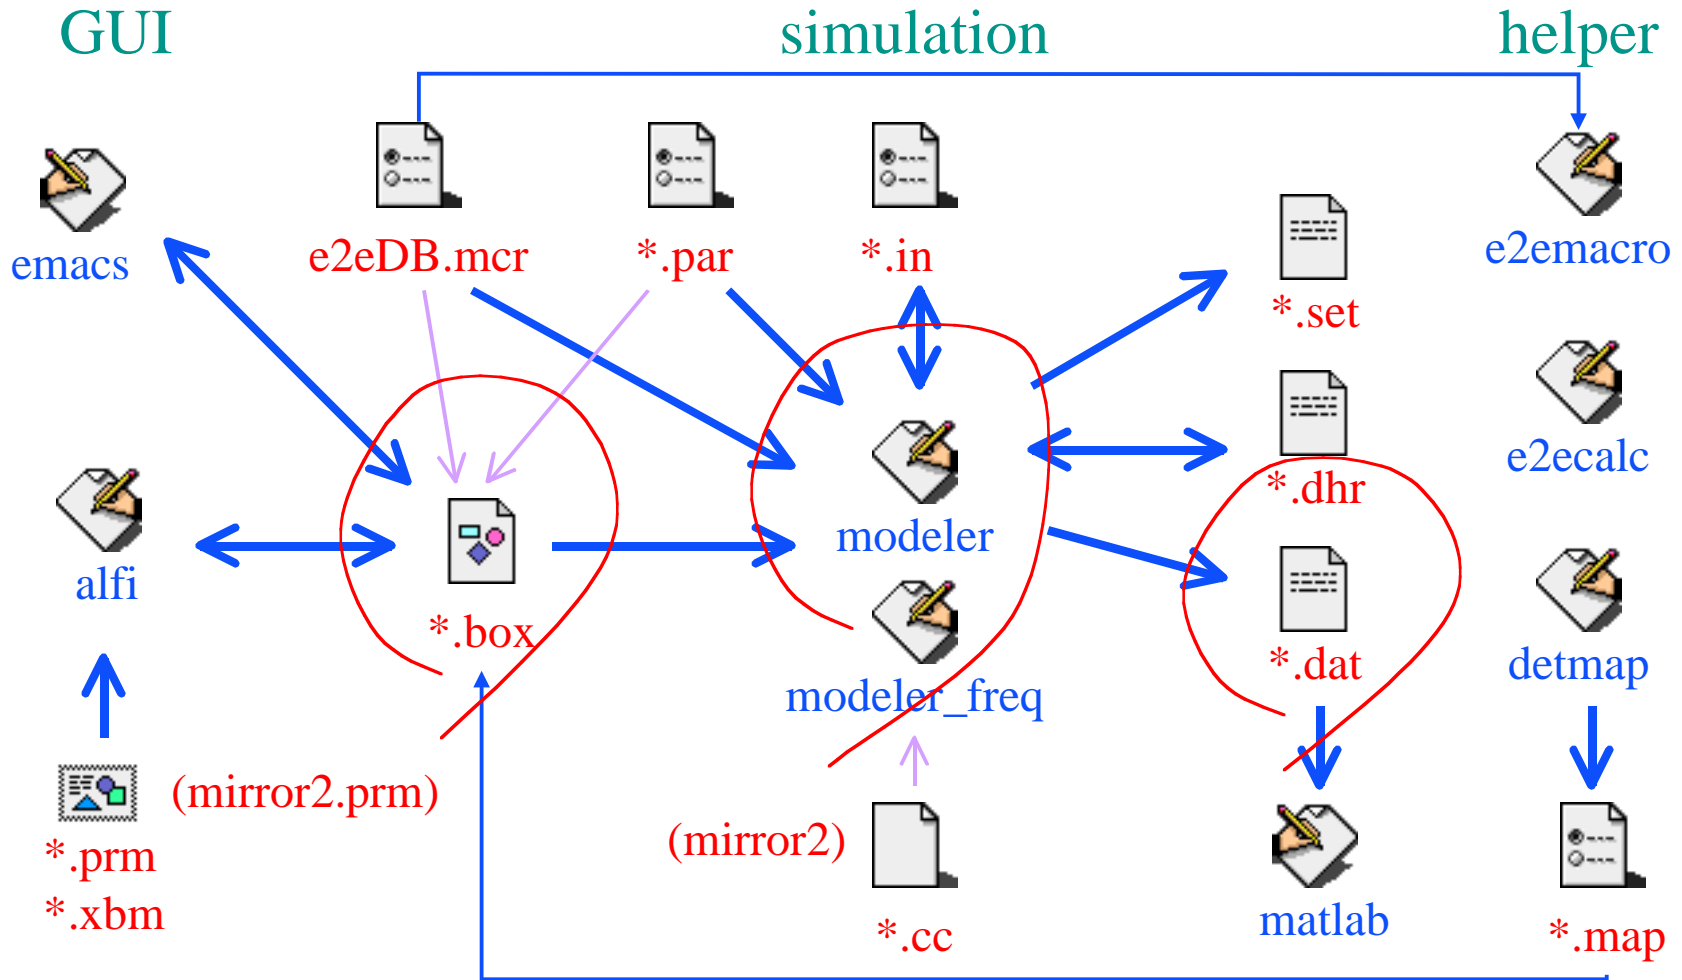 GUI
simulation
helper
emacs
e2eDB.mcr
*.par
*.in
e2emacro
*.set
e2ecalc
*.dhr
modeler
alfi
*.box
*.dat
detmap
modeler_freq
(mirror2.prm)
*.prm
*.xbm
(mirror2)
*.cc
matlab
*.map